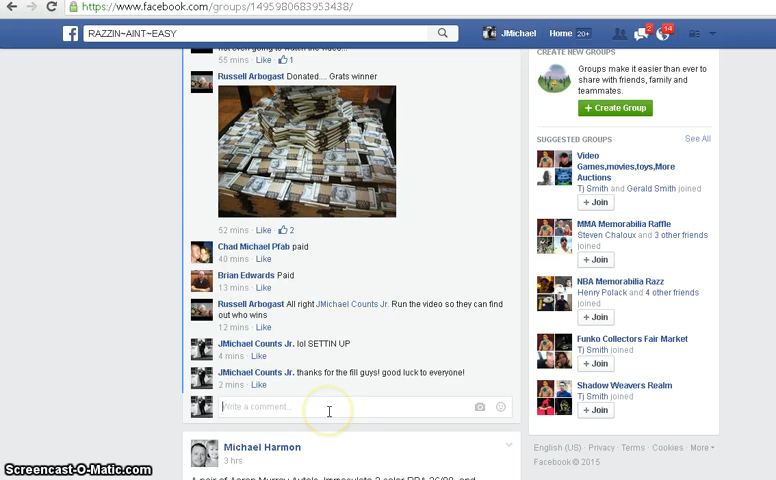 https://www.facebook.com/groups/1495980683953438/
RAZZIN~AINT~EASY
JMichael
Home 20+
2
14
not even going to watch the video...
55 mins · Like · 1
Russell Arbogast Donated.... Grats winner
52 mins · Like · 2
Chad Michael Pfab paid
40 mins · Like
Brian Edwards Paid
13 mins · Like
Russell Arbogast All right JMichael Counts Jr. Run the video so they can find
out who wins
12 mins · Like
JMichael Counts Jr. lol SETTIN UP
4 mins · Like
JMichael Counts Jr. thanks for the fill guys! good luck to everyone!
2 mins · Like
Write a comment...
Michael Harmon
3 hrs
CREATE NEW GROUPS
Groups make it easier than ever to
share with friends, family and
teammates.
+ Create Group
SUGGESTED GROUPS
See All
Video
Games,movies,toys,More
Auctions
Tj Smith and Gerald Smith joined
+ Join
MMA Memorabilia Raffle
Steven Chaloux and 3 other friends
joined
+ Join
NBA Memorabilia Razz
Henry Polack and 4 other friends
joined
+ Join
Funko Collectors Fair Market
Tj Smith joined
+ Join
Shadow Weavers Realm
Tj Smith joined
+ Join
English (US) · Privacy · Terms · Cookies · More
Facebook © 2015
Screencast-O-Matic.com